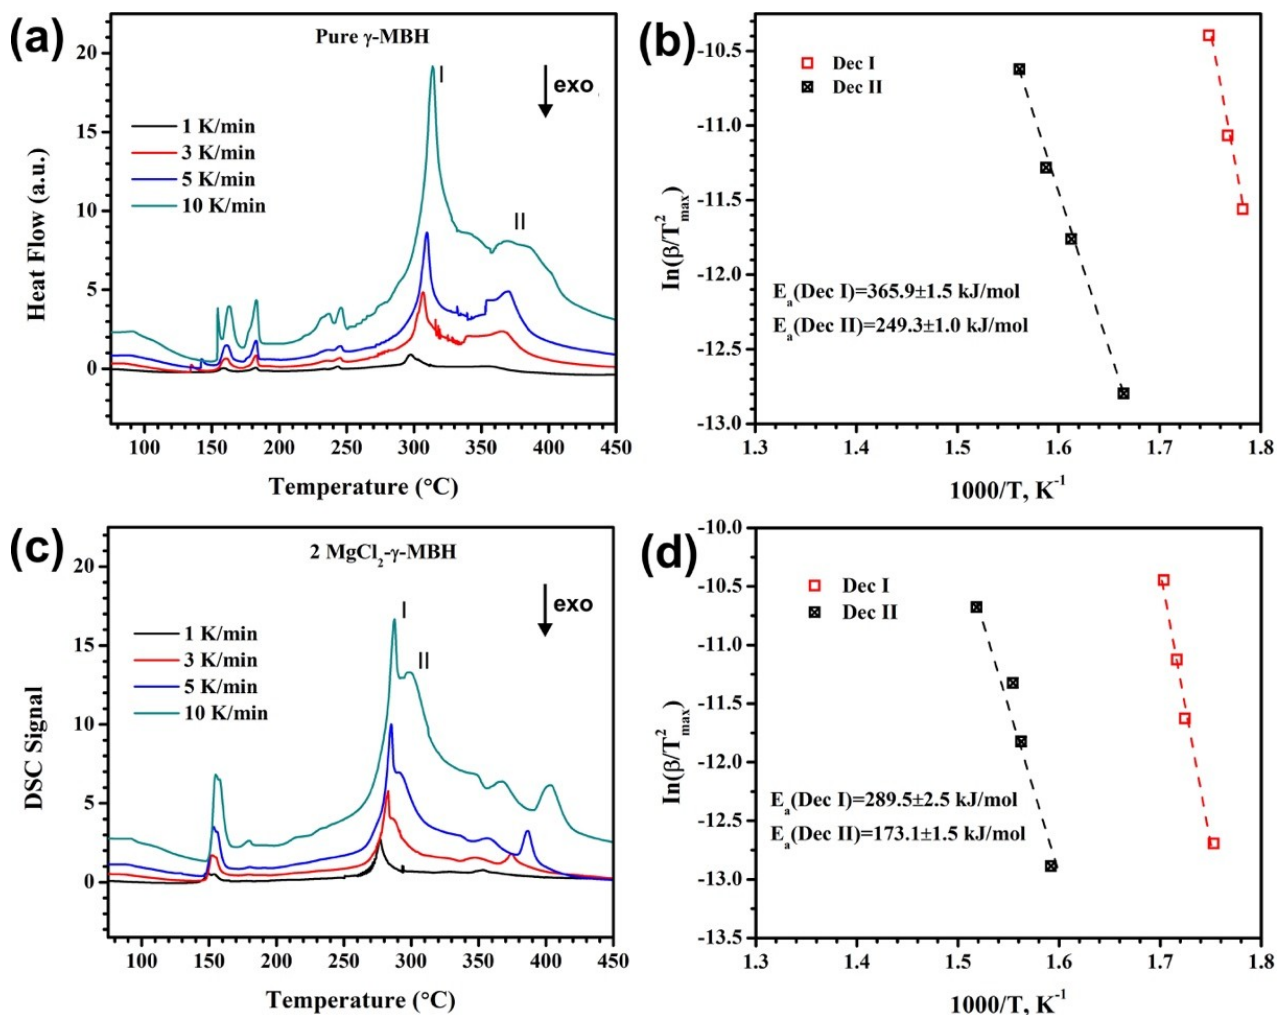 (a)
Pure γ-MBH
I
II
exo
1 K/min
3 K/min
5 K/min
10 K/min
20
15
10
5
0
Heat Flow (a.u.)
100 150 200 250 300 350 400 450
Temperature (°C)
(b)
Dec I
Dec II
E_a(Dec I)=365.9±1.5 kJ/mol
E_a(Dec II)=249.3±1.0 kJ/mol
-10.5
-11.0
-11.5
-12.0
-12.5
-13.0
In(β/T²max)
1.3 1.4 1.5 1.6 1.7 1.8
1000/T, K⁻¹
(c)
2 MgCl₂-γ-MBH
I
II
exo
1 K/min
3 K/min
5 K/min
10 K/min
20
15
10
5
0
DSC Signal
100 150 200 250 300 350 400 450
Temperature (°C)
(d)
Dec I
Dec II
E_a(Dec I)=289.5±2.5 kJ/mol
E_a(Dec II)=173.1±1.5 kJ/mol
-10.0
-10.5
-11.0
-11.5
-12.0
-12.5
-13.0
-13.5
In(β/T²max)
1.3 1.4 1.5 1.6 1.7 1.8
1000/T, K⁻¹